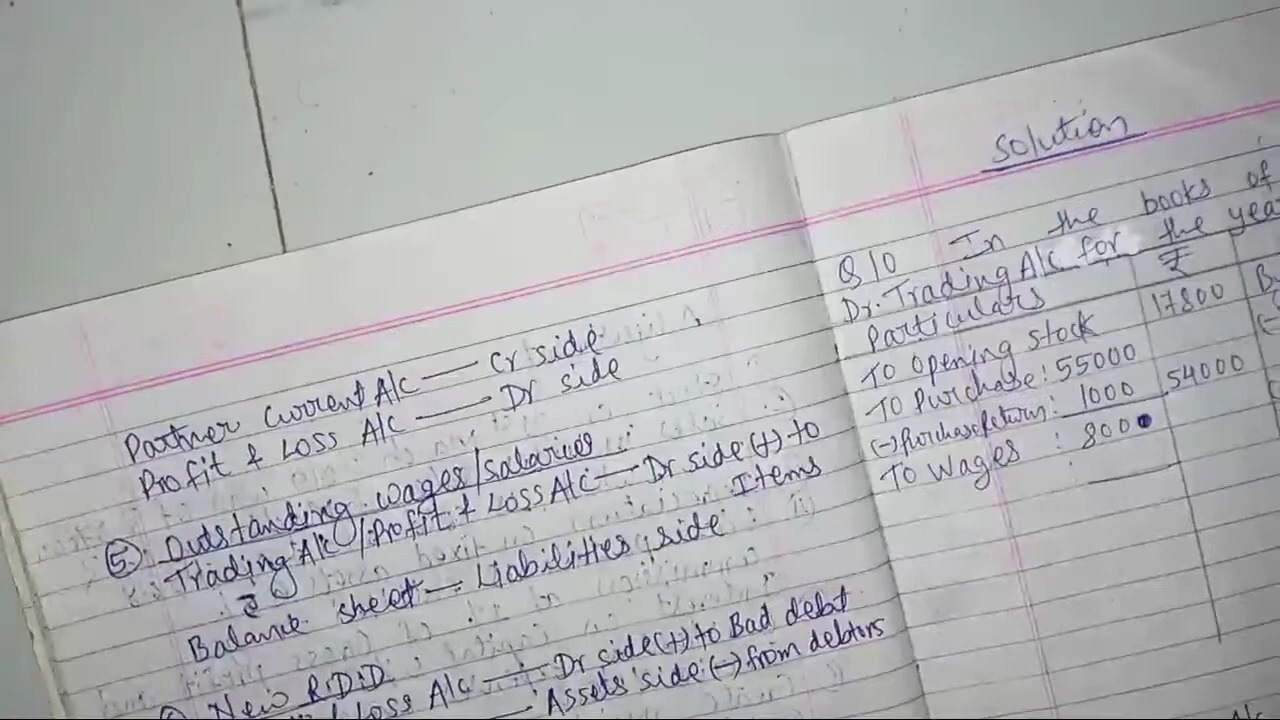 Partner Current A/c — Cr side
Profit & Loss A/c — Dr side
5) Outstanding wages/salaries :
Trading A/c / Profit & Loss A/c — Dr side (+) to Items
Balance sheet — Liabilities side :
New R.D.D. :
Loss A/c — Dr side (+) to Bad debt
— Assets side (-) from debtors
Solution
Q 10 In the books of
Dr. Trading A/c for the year
Particulars ₹
To Opening stock 17800
To Purchase : 55000
(-) Purchase Return : 1000 54000
To Wages : 8000